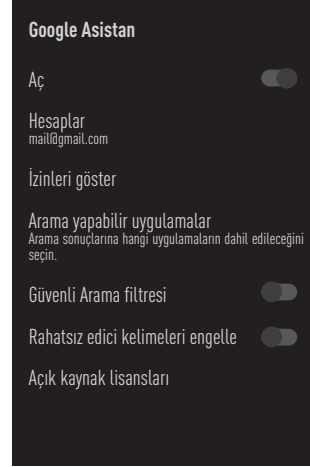 Google Asistan
Aç
Hesaplar
mail@gmail.com
İzinleri göster
Arama yapabilir uygulamalar
Arama sonuçlarına hangi uygulamaların dahil edileceğini
seçin.
Güvenli Arama filtresi
Rahatsız edici kelimeleri engelle
Açık kaynak lisansları